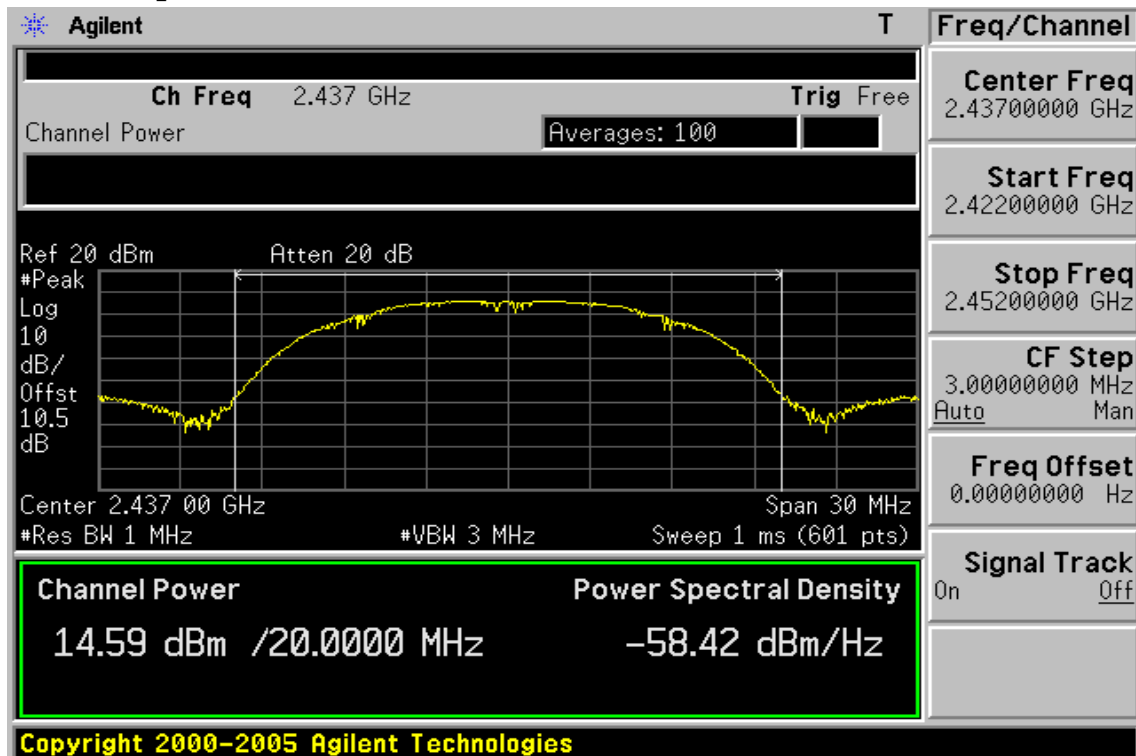 Agilent T Freq/Channel
Ch Freq 2.437 GHz Trig Free
Channel Power Averages: 100
Center Freq
2.43700000 GHz
Start Freq
2.42200000 GHz
Ref 20 dBm Atten 20 dB
#Peak
Log
10
dB/
Offst
10.5
dB
Stop Freq
2.45200000 GHz
CF Step
3.00000000 MHz
Auto Man
Freq Offset
0.00000000 Hz
Center 2.437 00 GHz Span 30 MHz
#Res BW 1 MHz #VBW 3 MHz Sweep 1 ms (601 pts)
Signal Track
On Off
Channel Power Power Spectral Density
14.59 dBm /20.0000 MHz -58.42 dBm/Hz
Copyright 2000-2005 Agilent Technologies